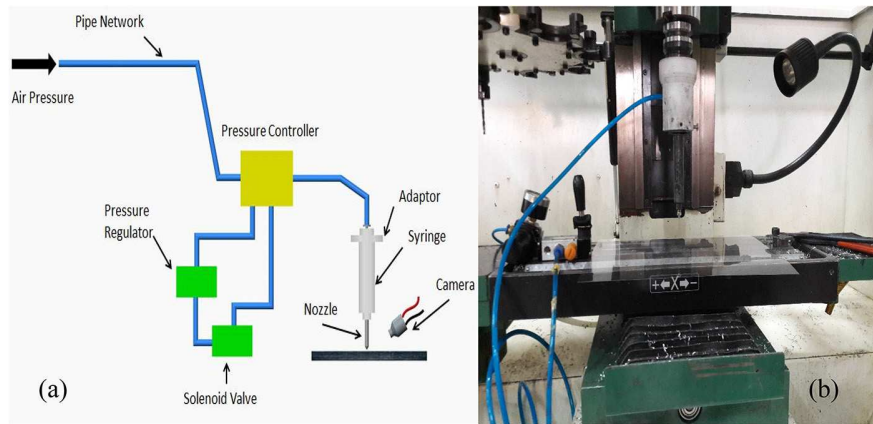 Pipe Network
Air Pressure
Pressure Controller
Adaptor
Pressure
Regulator
Syringe
Camera
Nozzle
Solenoid Valve
(a)
+X-
(b)